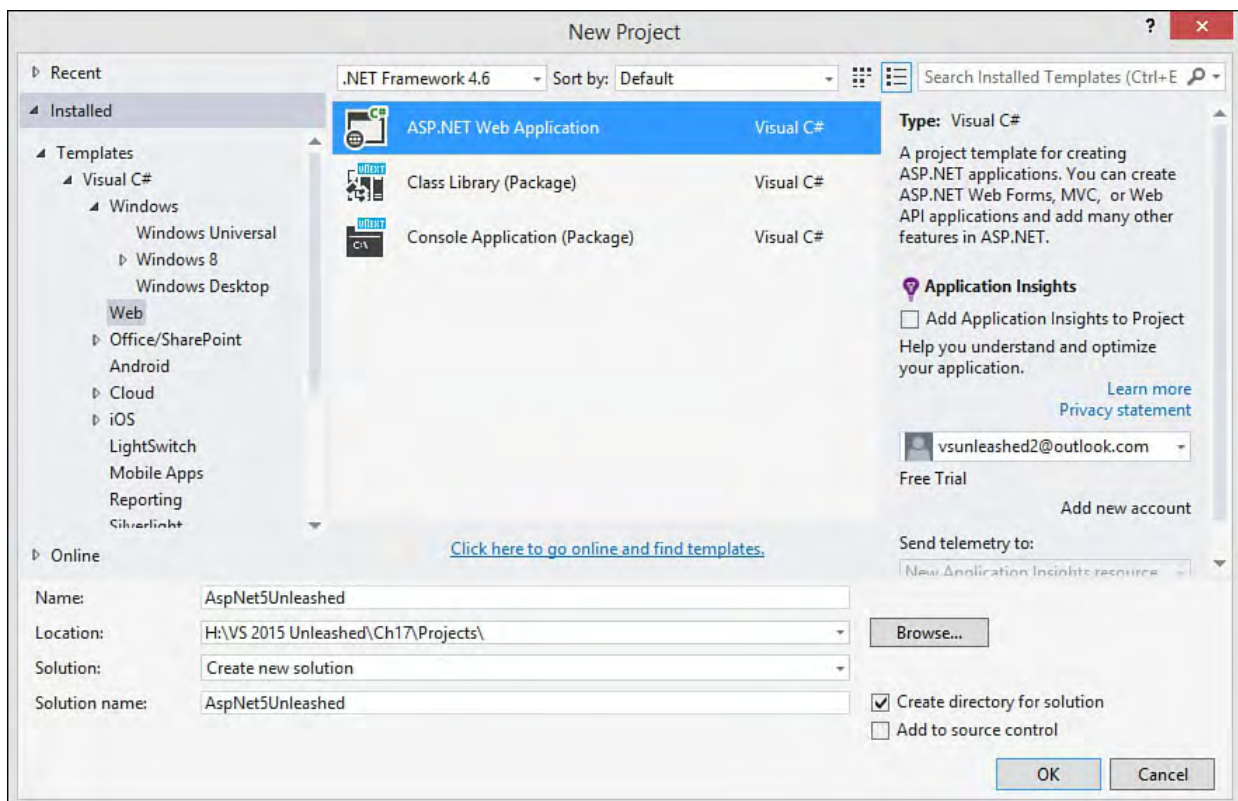 New Project
?
Recent
Installed
Templates
Visual C#
Windows
Windows Universal
Windows 8
Windows Desktop
Web
Office/SharePoint
Android
Cloud
iOS
LightSwitch
Mobile Apps
Reporting
Silverlight
Online
.NET Framework 4.6
Sort by: Default
Search Installed Templates (Ctrl+E
C#
ASP.NET Web Application Visual C#
vNEXT
Class Library (Package) Visual C#
vNEXT
C:\
Console Application (Package) Visual C#
Click here to go online and find templates.
Type: Visual C#
A project template for creating
ASP.NET applications. You can create
ASP.NET Web Forms, MVC, or Web
API applications and add many other
features in ASP.NET.
Application Insights
Add Application Insights to Project
Help you understand and optimize
your application.
Learn more
Privacy statement
vsunleashed2@outlook.com
Free Trial
Add new account
Send telemetry to:
New Application Insights resource
Name: AspNet5Unleashed
Location: H:\VS 2015 Unleashed\Ch17\Projects\
Browse...
Solution: Create new solution
Solution name: AspNet5Unleashed
Create directory for solution
Add to source control
OK
Cancel